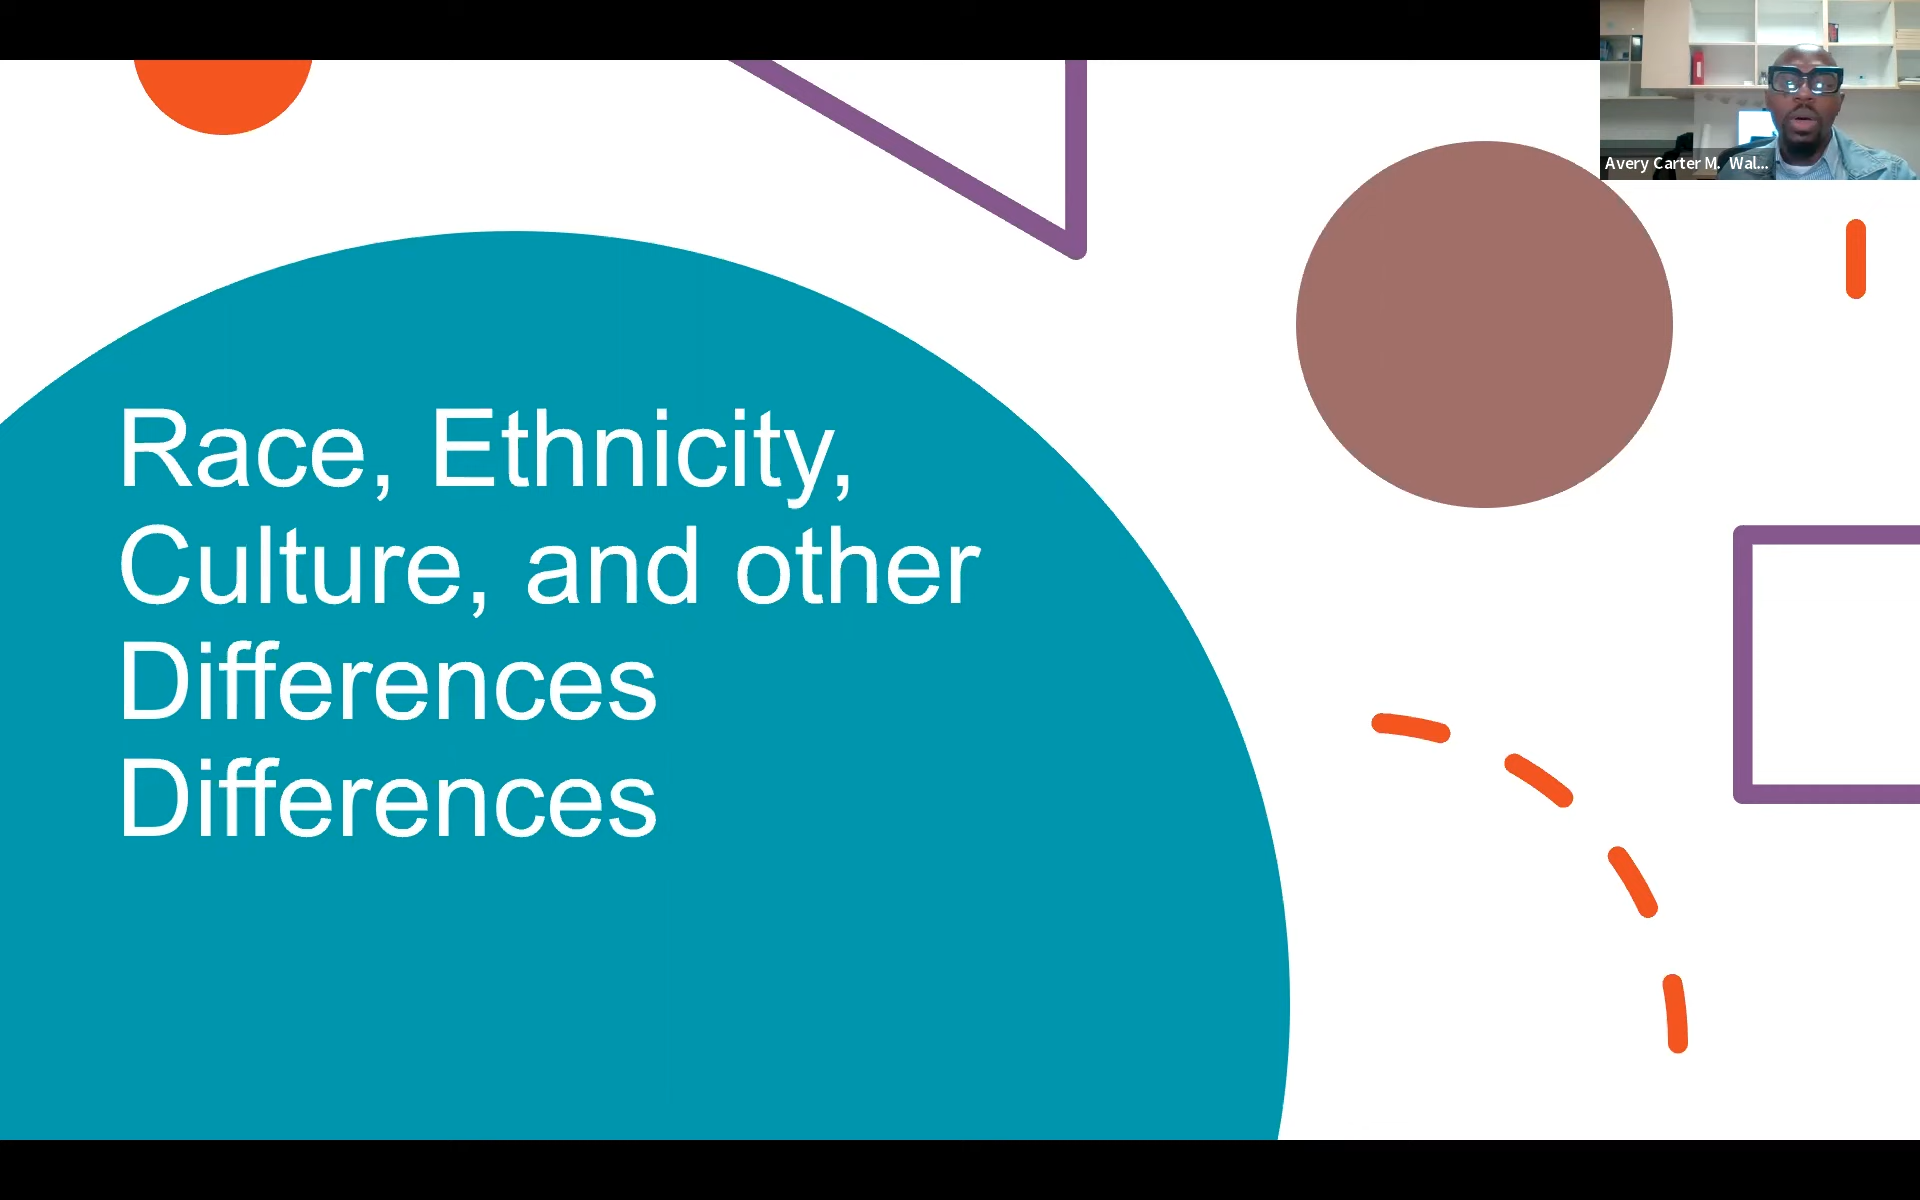 Race, Ethnicity,
Culture, and other
Differences
Differences
Avery Carter M. Wal...